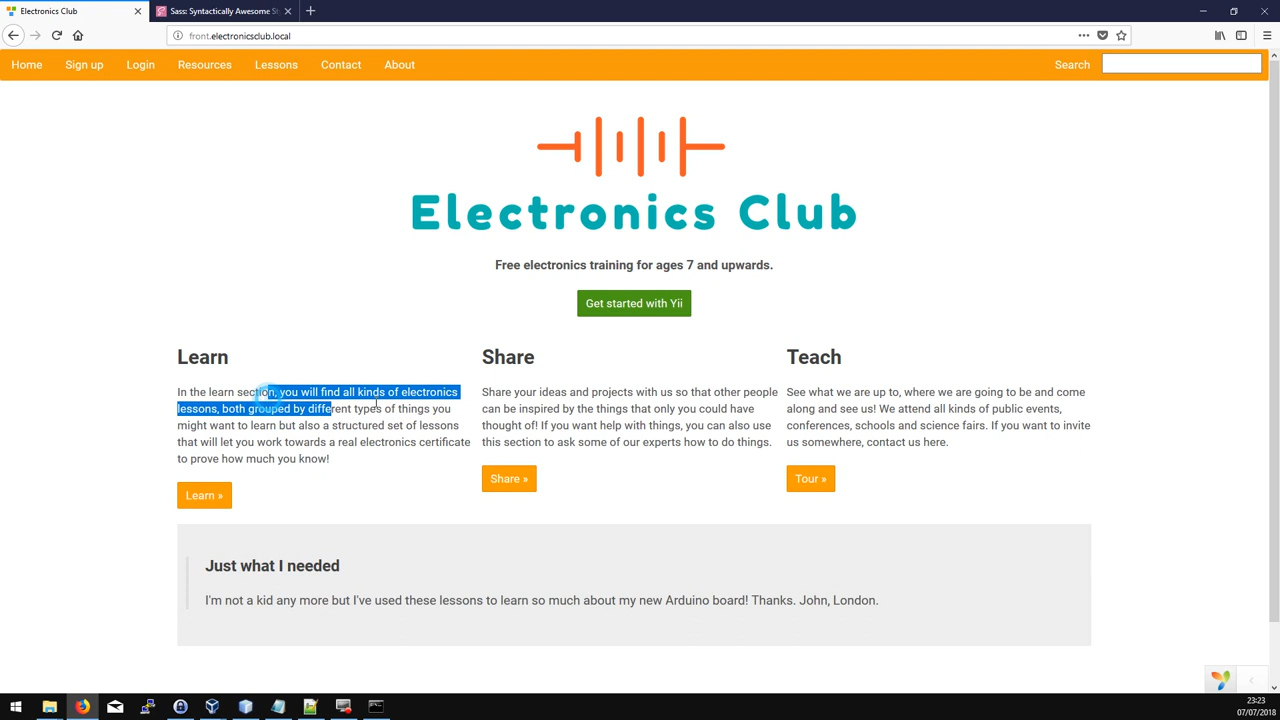 Electronics Club
Sass: Syntactically Awesome St
front.electronicsclub.local
Home Sign up Login Resources Lessons Contact About Search
Electronics Club
Free electronics training for ages 7 and upwards.
Get started with Yii
Learn
In the learn section, you will find all kinds of electronics
lessons, both grouped by different types of things you
might want to learn but also a structured set of lessons
that will let you work towards a real electronics certificate
to prove how much you know!
Learn »
Share
Share your ideas and projects with us so that other people
can be inspired by the things that only you could have
thought of! If you want help with things, you can also use
this section to ask some of our experts how to do things.
Share »
Teach
See what we are up to, where we are going to be and come
along and see us! We attend all kinds of public events,
conferences, schools and science fairs. If you want to invite
us somewhere, contact us here.
Tour »
Just what I needed
I'm not a kid any more but I've used these lessons to learn so much about my new Arduino board! Thanks. John, London.
23:23
07/07/2018